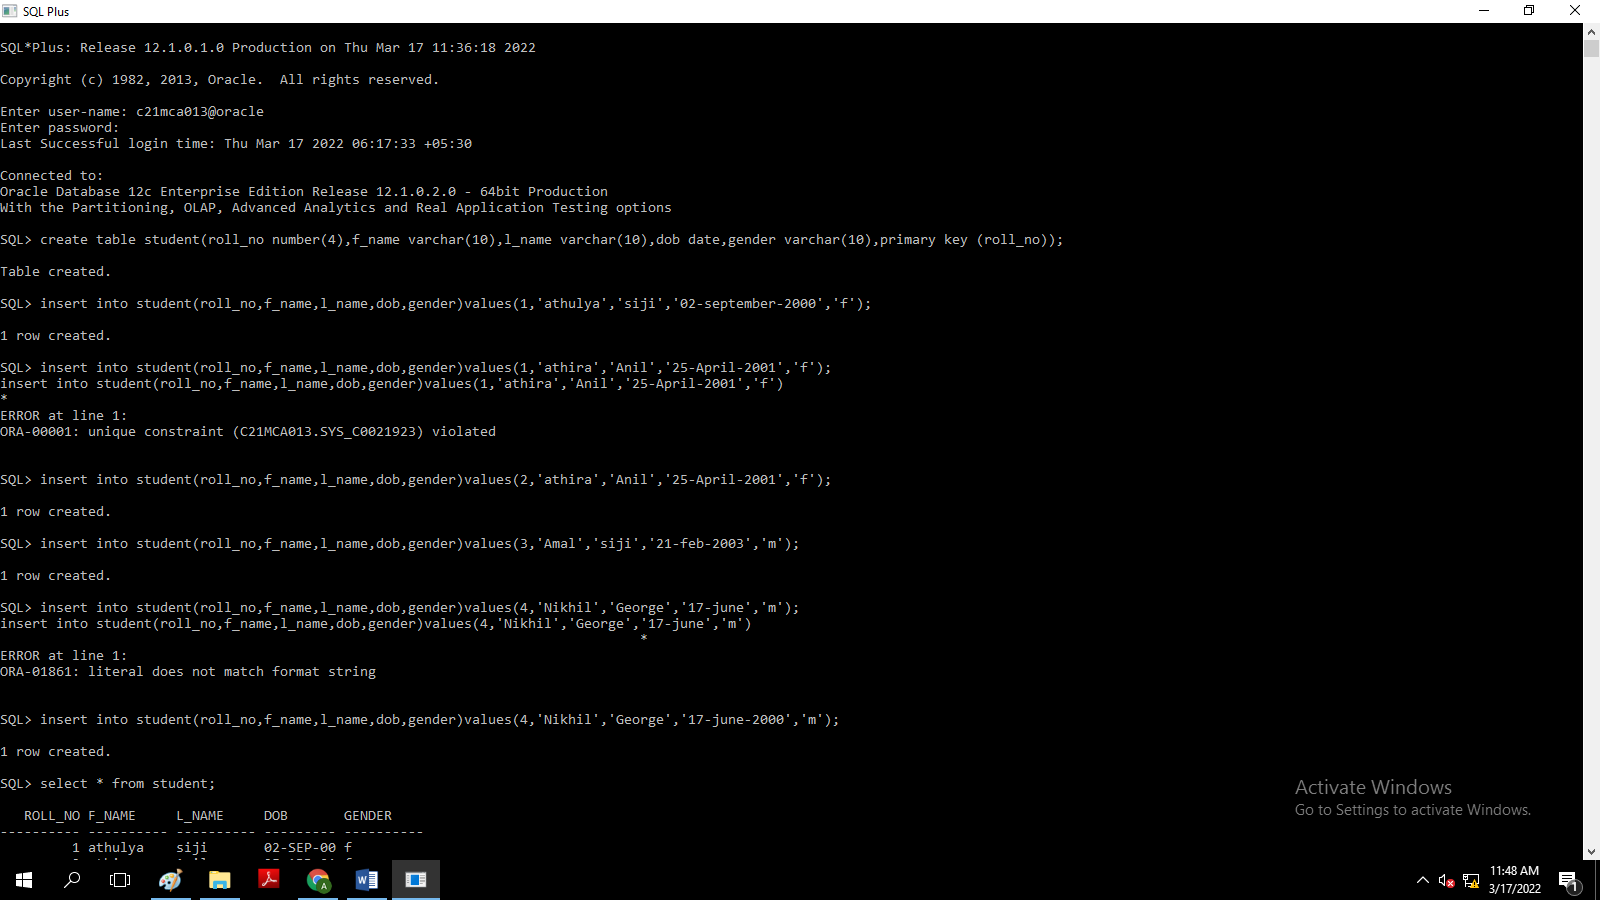 SQL Plus
SQL*Plus: Release 12.1.0.1.0 Production on Thu Mar 17 11:36:18 2022
Copyright (c) 1982, 2013, Oracle.  All rights reserved.
Enter user-name: c21mca013@oracle
Enter password:
Last Successful login time: Thu Mar 17 2022 06:17:33 +05:30
Connected to:
Oracle Database 12c Enterprise Edition Release 12.1.0.2.0 - 64bit Production
With the Partitioning, OLAP, Advanced Analytics and Real Application Testing options
SQL> create table student(roll_no number(4),f_name varchar(10),l_name varchar(10),dob date,gender varchar(10),primary key (roll_no));
Table created.
SQL> insert into student(roll_no,f_name,l_name,dob,gender)values(1,'athulya','siji','02-september-2000','f');
1 row created.
SQL> insert into student(roll_no,f_name,l_name,dob,gender)values(1,'athira','Anil','25-April-2001','f');
insert into student(roll_no,f_name,l_name,dob,gender)values(1,'athira','Anil','25-April-2001','f')
*
ERROR at line 1:
ORA-00001: unique constraint (C21MCA013.SYS_C0021923) violated
SQL> insert into student(roll_no,f_name,l_name,dob,gender)values(2,'athira','Anil','25-April-2001','f');
1 row created.
SQL> insert into student(roll_no,f_name,l_name,dob,gender)values(3,'Amal','siji','21-feb-2003','m');
1 row created.
SQL> insert into student(roll_no,f_name,l_name,dob,gender)values(4,'Nikhil','George','17-june','m');
insert into student(roll_no,f_name,l_name,dob,gender)values(4,'Nikhil','George','17-june','m')
*
ERROR at line 1:
ORA-01861: literal does not match format string
SQL> insert into student(roll_no,f_name,l_name,dob,gender)values(4,'Nikhil','George','17-june-2000','m');
1 row created.
SQL> select * from student;
ROLL_NO F_NAME     L_NAME     DOB       GENDER
---------- ---------- ---------- --------- ----------
1 athulya    siji       02-SEP-00 f
Activate Windows
Go to Settings to activate Windows.
11:48 AM
3/17/2022
1